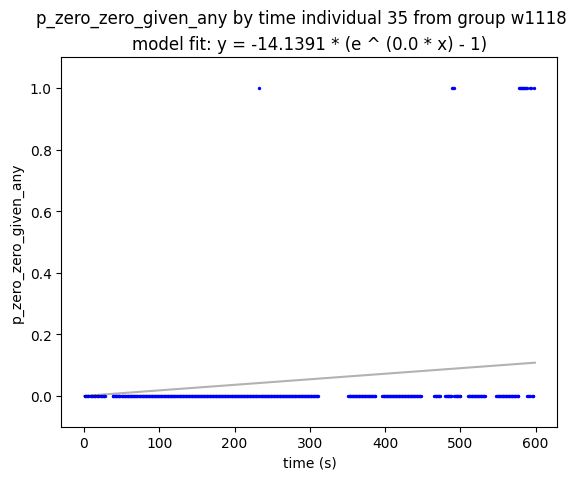 p_zero_zero_given_any by time individual 35 from group w1118
model fit: y = -14.1391 * (e ^ (0.0 * x) - 1)
1.0
0.8
0.6
0.4
0.2
0.0
p_zero_zero_given_any
0 100 200 300 400 500 600
time (s)